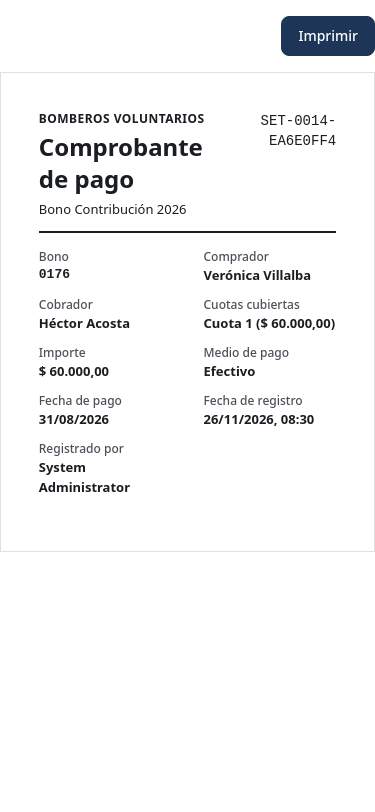 Imprimir
BOMBEROS VOLUNTARIOS
SET-0014-
EA6E0FF4
Comprobante
de pago
Bono Contribución 2026
Bono
0176
Comprador
Verónica Villalba
Cobrador
Héctor Acosta
Cuotas cubiertas
Cuota 1 ($ 60.000,00)
Importe
$ 60.000,00
Medio de pago
Efectivo
Fecha de pago
31/08/2026
Fecha de registro
26/11/2026, 08:30
Registrado por
System
Administrator